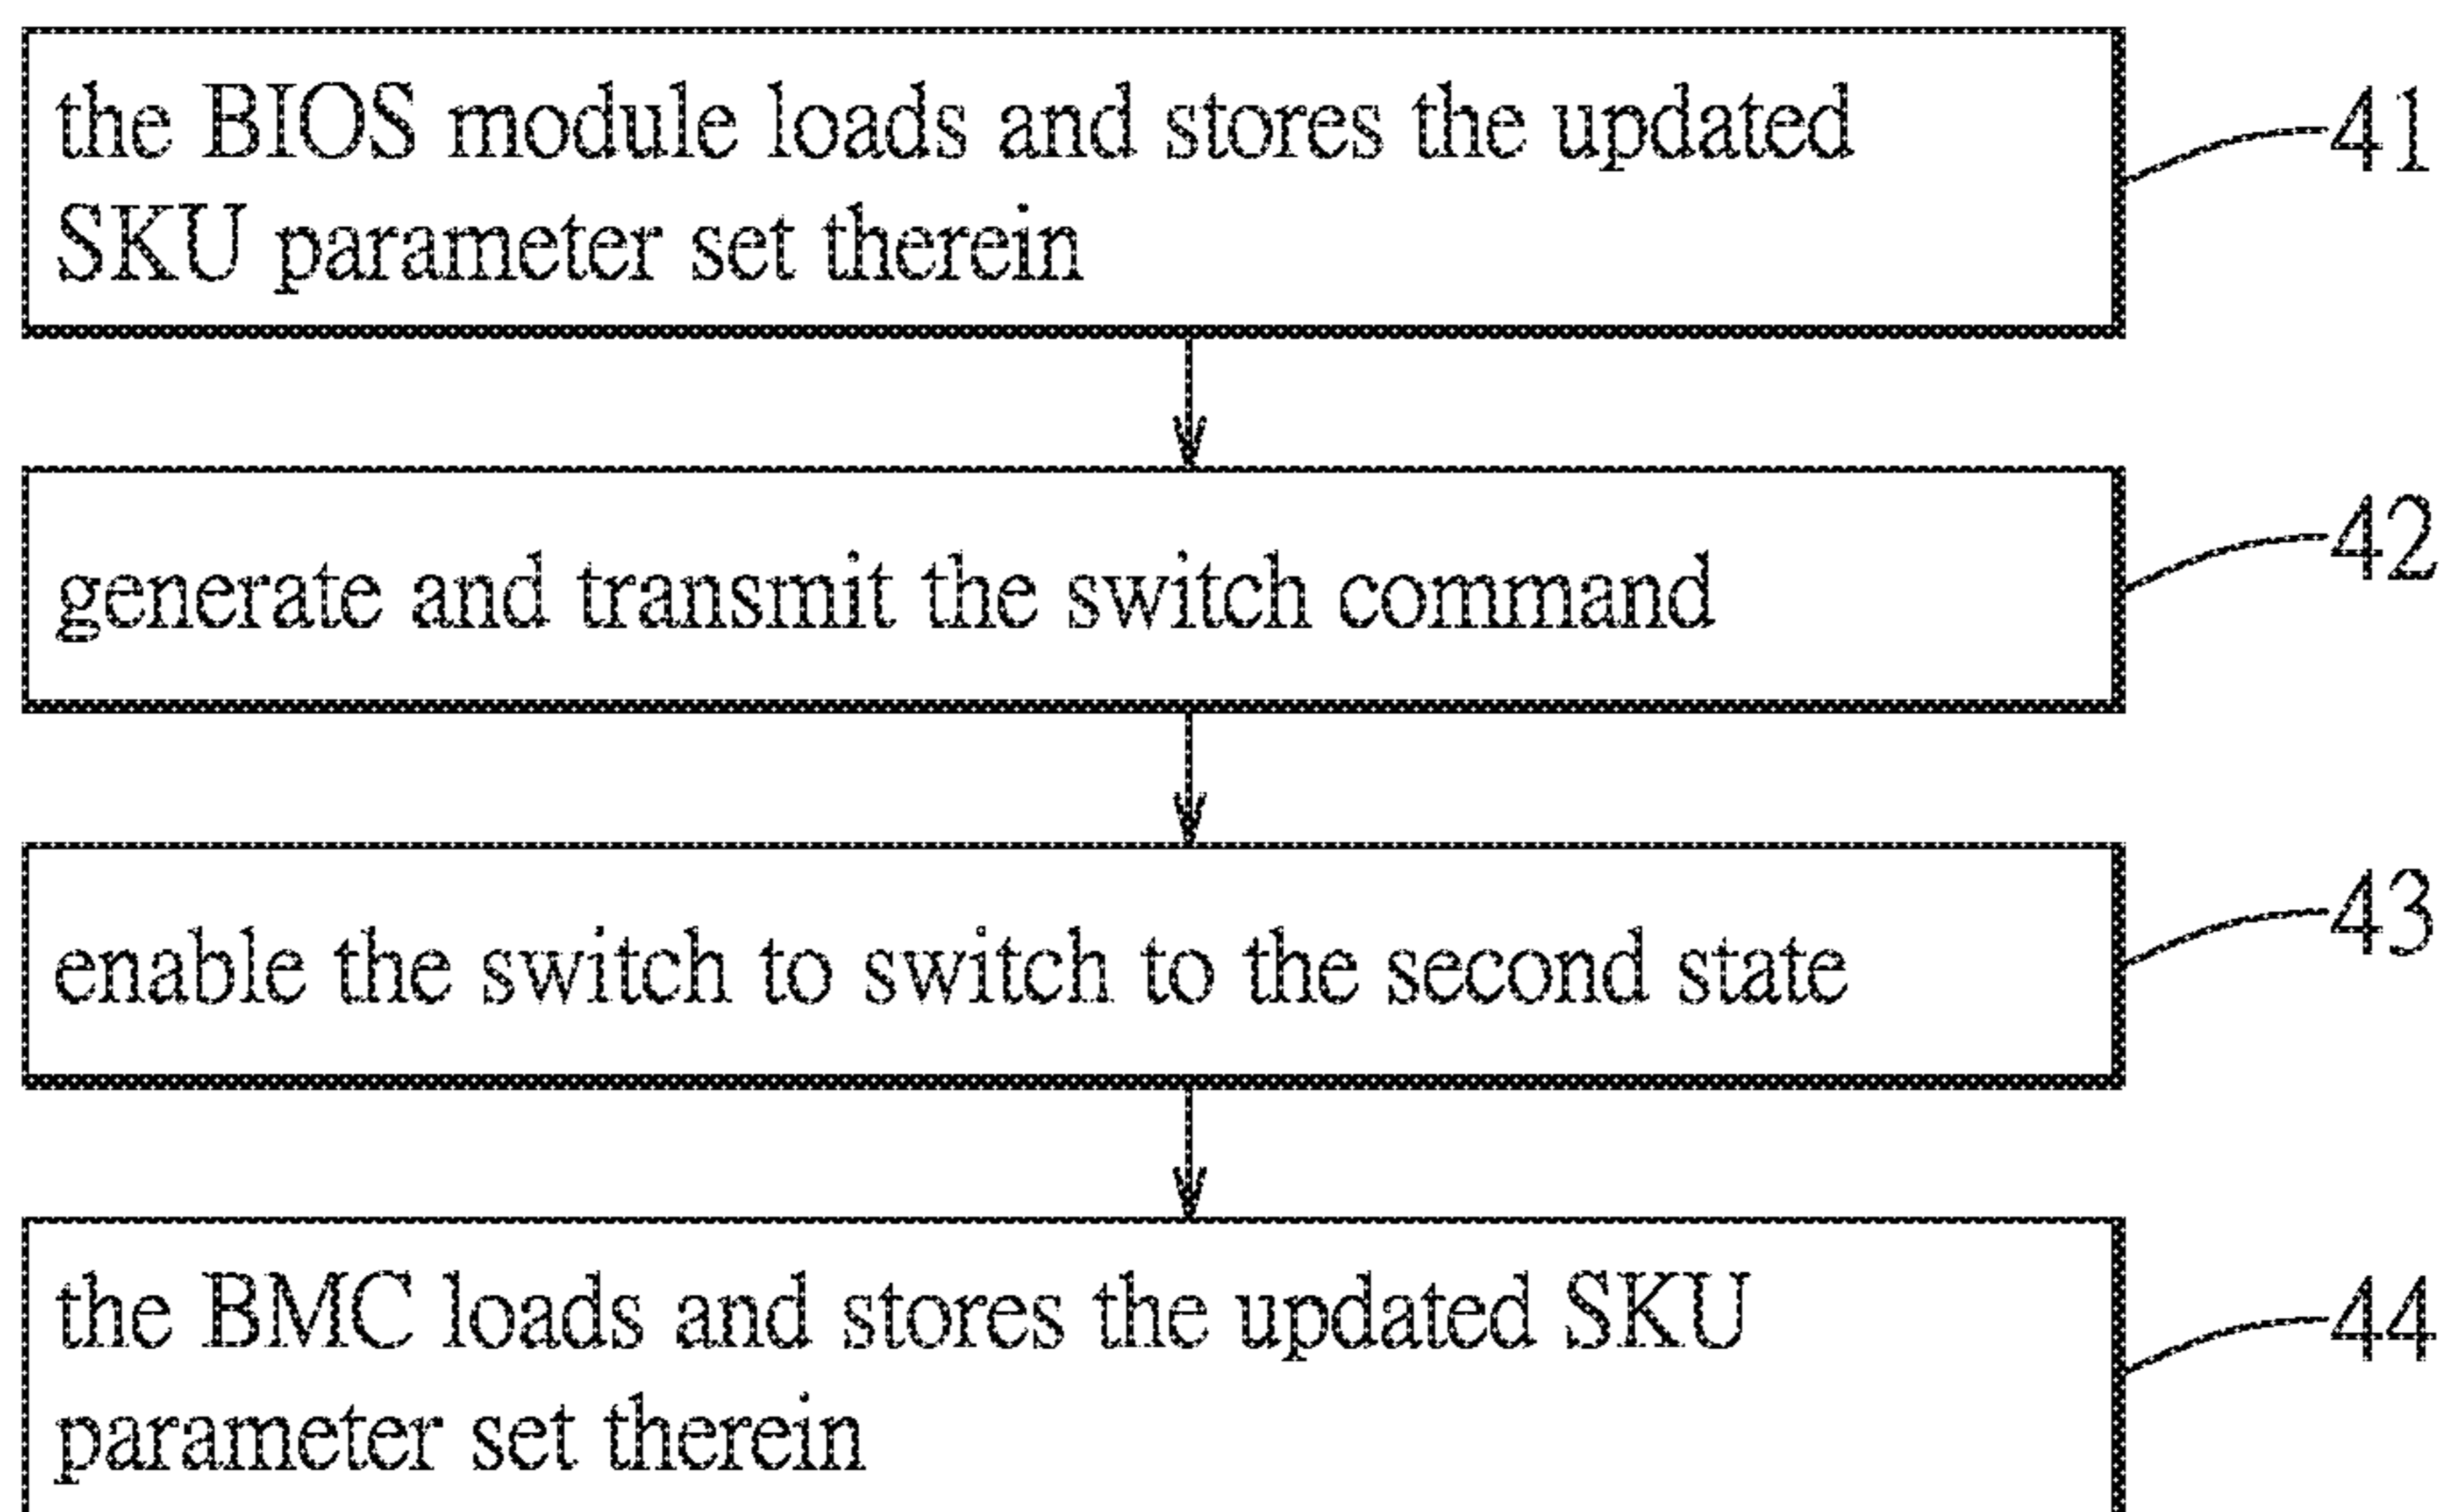 the BIOS module loads and stores the updated
SKU parameter set therein
41
generate and transmit the switch command
42
enable the switch to switch to the second state
43
the BMC loads and stores the updated SKU
parameter set therein
44